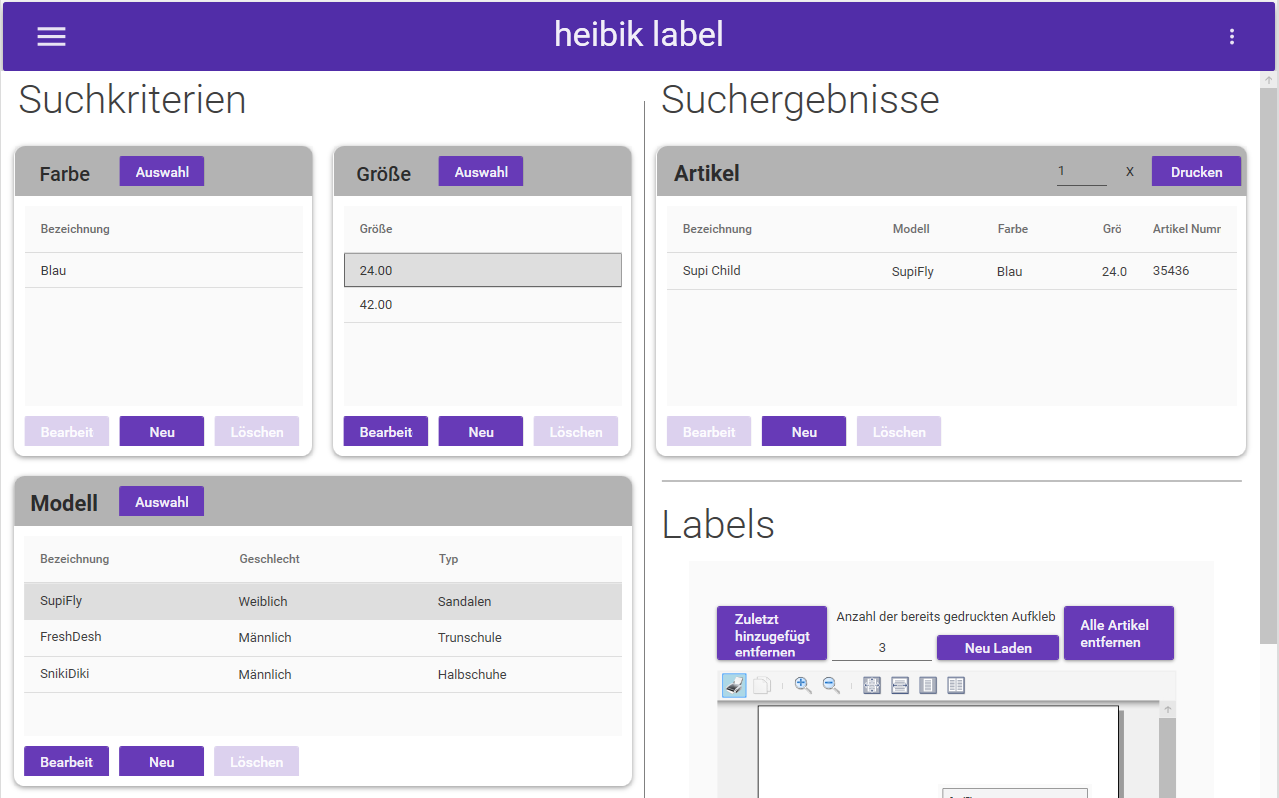 heibik label
Suchkriterien
Suchergebnisse
Farbe Auswahl
Bezeichnung
Blau
Bearbeit Neu Löschen
Größe Auswahl
Größe
24.00
42.00
Bearbeit Neu Löschen
Artikel 1 X Drucken
Bezeichnung Modell Farbe Grö Artikel Numr
Supi Child SupiFly Blau 24.0 35436
Bearbeit Neu Löschen
Modell Auswahl
Bezeichnung Geschlecht Typ
SupiFly Weiblich Sandalen
FreshDesh Männlich Trunschule
SnikiDiki Männlich Halbschuhe
Bearbeit Neu Löschen
Labels
Zuletzt
hinzugefügt
entfernen
Anzahl der bereits gedruckten Aufkleb
3 Neu Laden
Alle Artikel
entfernen